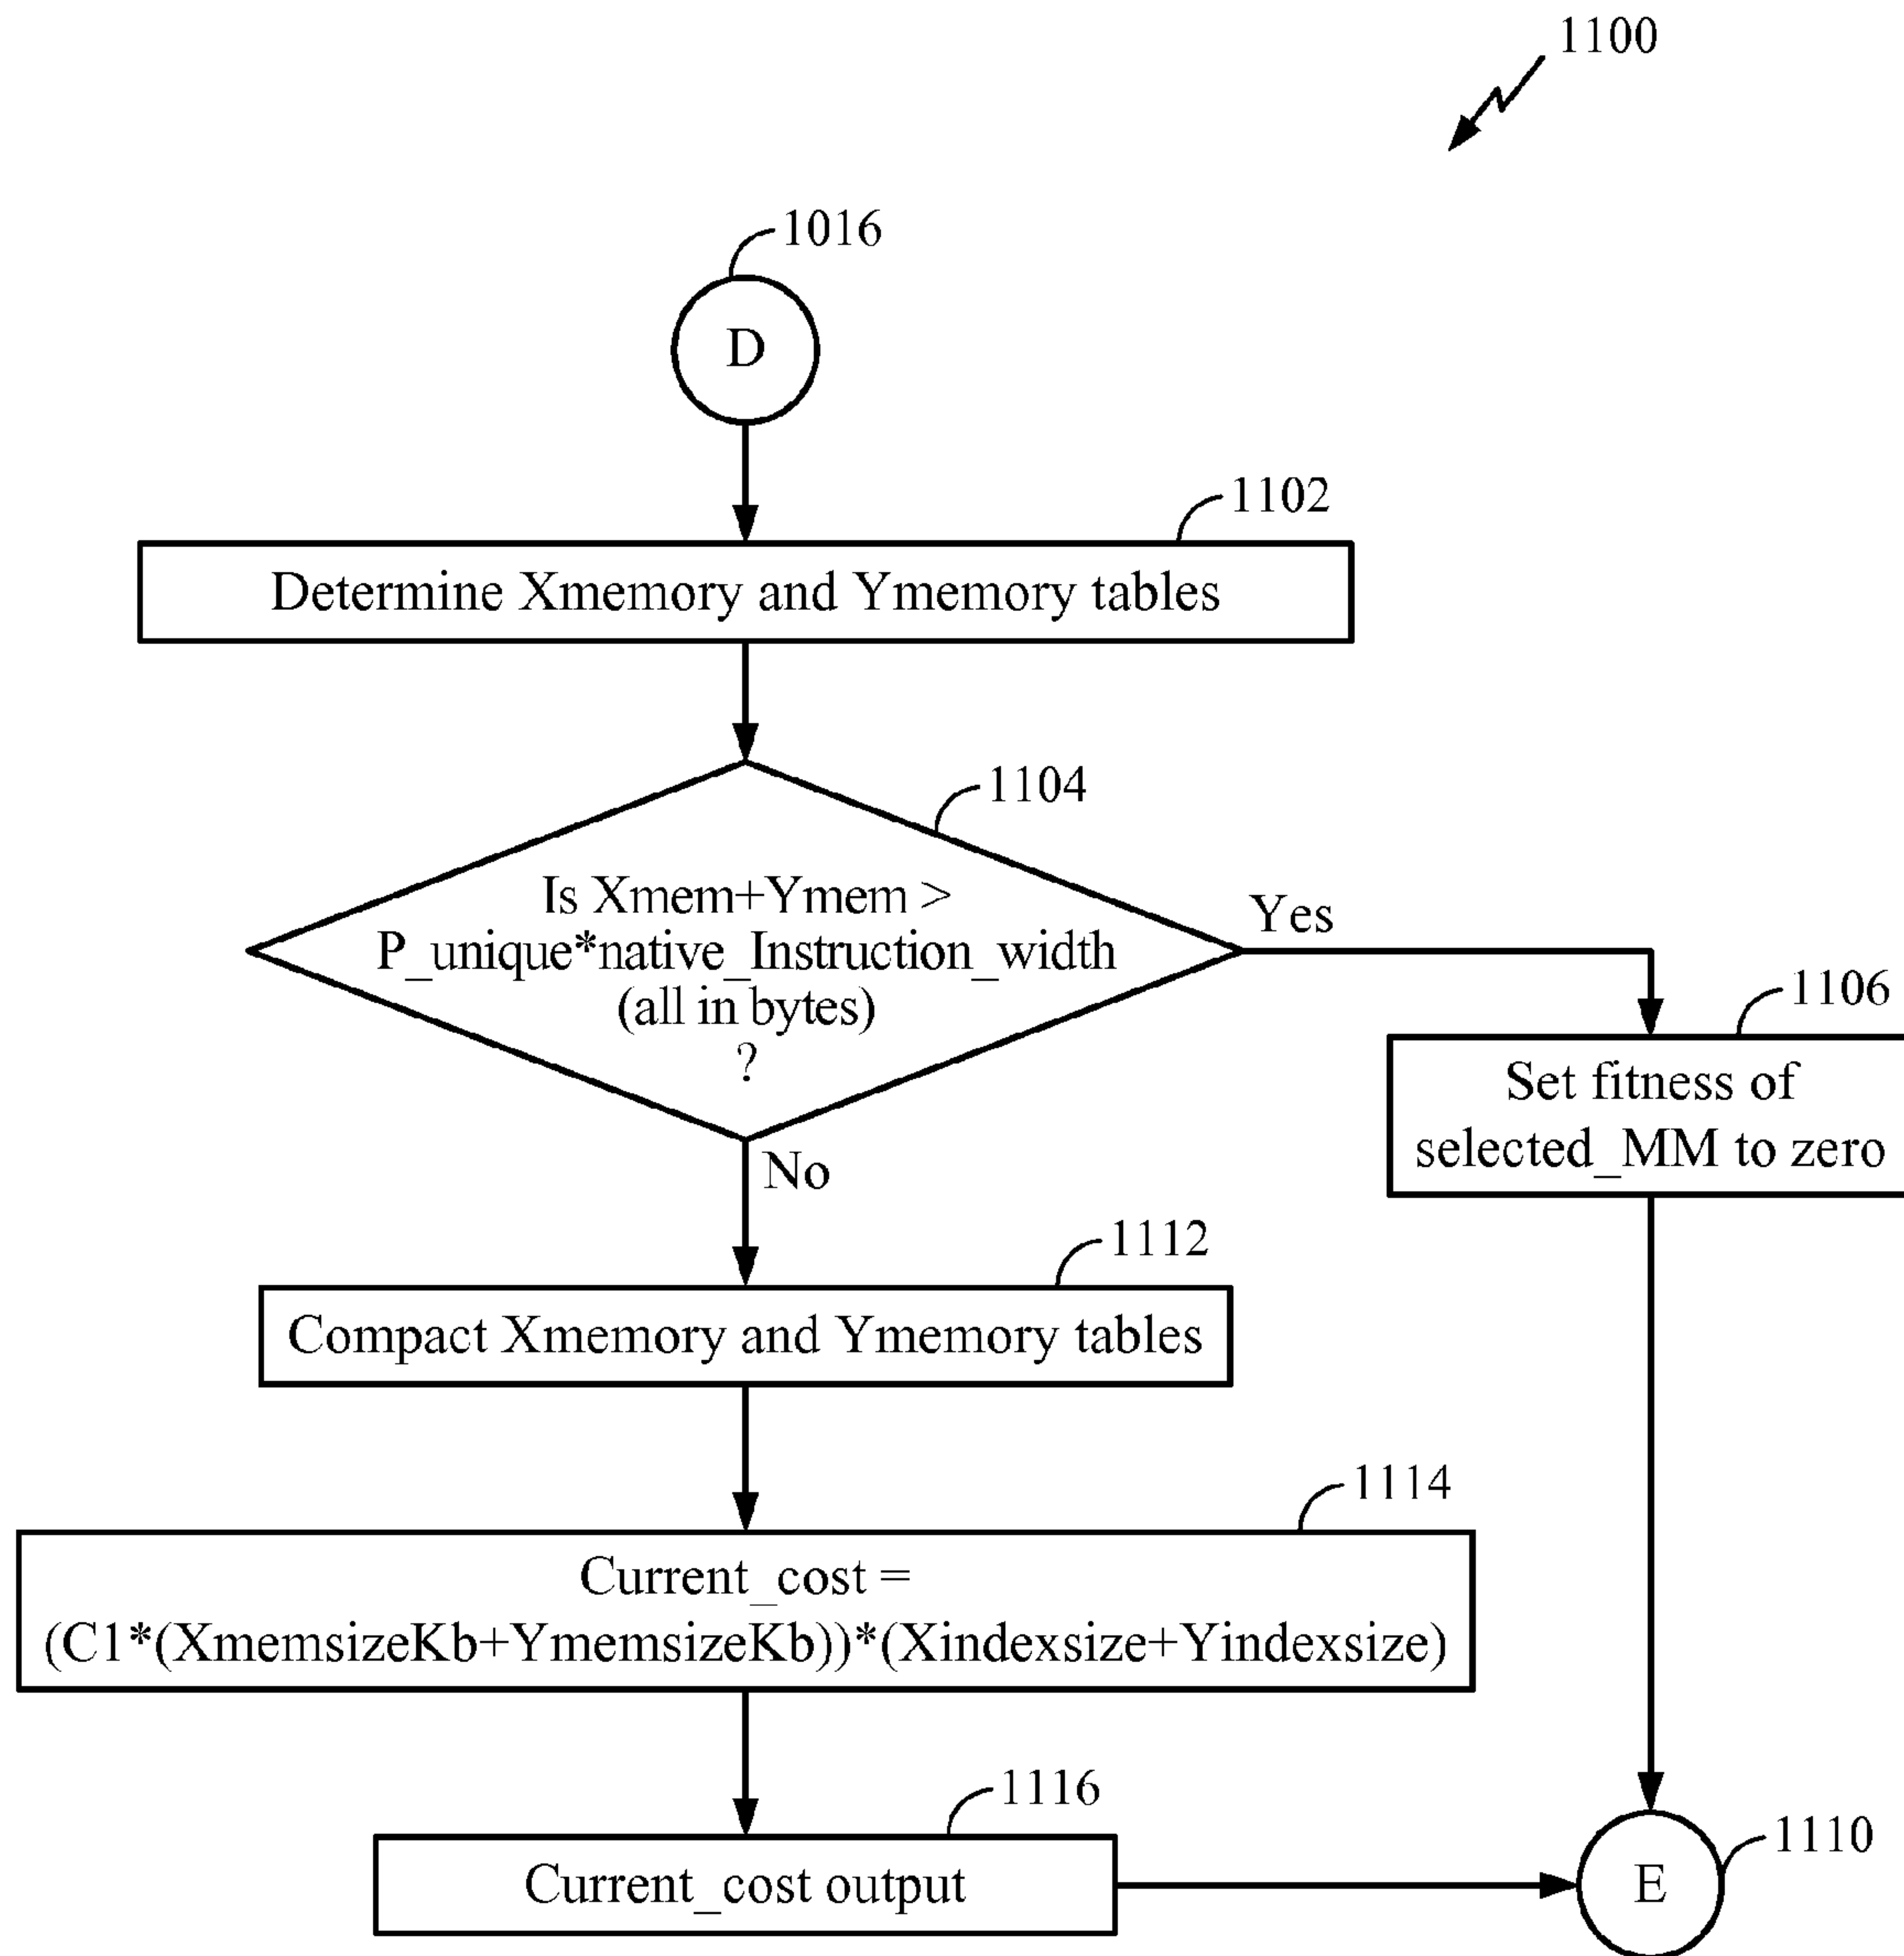 1100
1016
D
1102
Determine Xmemory and Ymemory tables
1104
Is Xmem+Ymem >
P_unique*native_Instruction_width
(all in bytes)
?
Yes
1106
Set fitness of
selected_MM to zero
No
1112
Compact Xmemory and Ymemory tables
1114
Current_cost =
(C1*(XmemsizeKb+YmemsizeKb))*(Xindexsize+Yindexsize)
1116
Current_cost output
1110
E